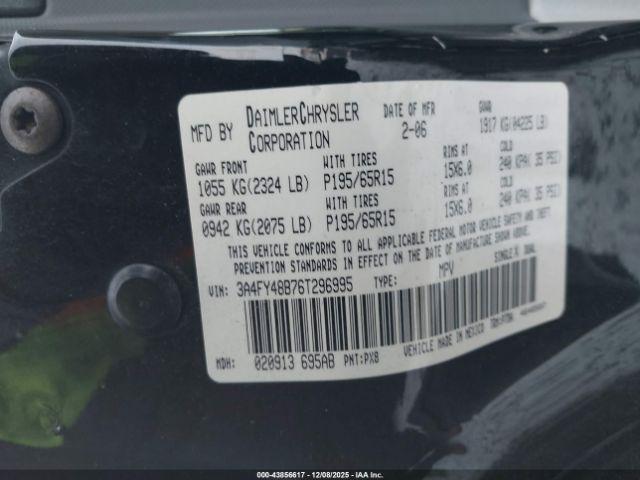 MFD BY DAIMLERCHRYSLER CORPORATION DATE OF MFR 2-06 GVWR 1917 KG(04225 LB)
GAWR FRONT WITH TIRES RIMS AT COLD
1055 KG(2324 LB) P195/65R15 15X6.0 240 KPA( 35 PSI)
GAWR REAR WITH TIRES RIMS AT COLD
0942 KG(2075 LB) P195/65R15 15X6.0 240 KPA( 35 PSI)
THIS VEHICLE CONFORMS TO ALL APPLICABLE FEDERAL MOTOR VEHICLE SAFETY AND THEFT
PREVENTION STANDARDS IN EFFECT ON THE DATE OF MANUFACTURE SHOWN ABOVE.
VIN: 3A4FY48B76T296995 TYPE: MPV SINGLE X DUAL
MDH: 020913 695AB PNT:PX8 VEHICLE MADE IN MEXICO
000-43856617 - 12/08/2025 - IAA Inc.